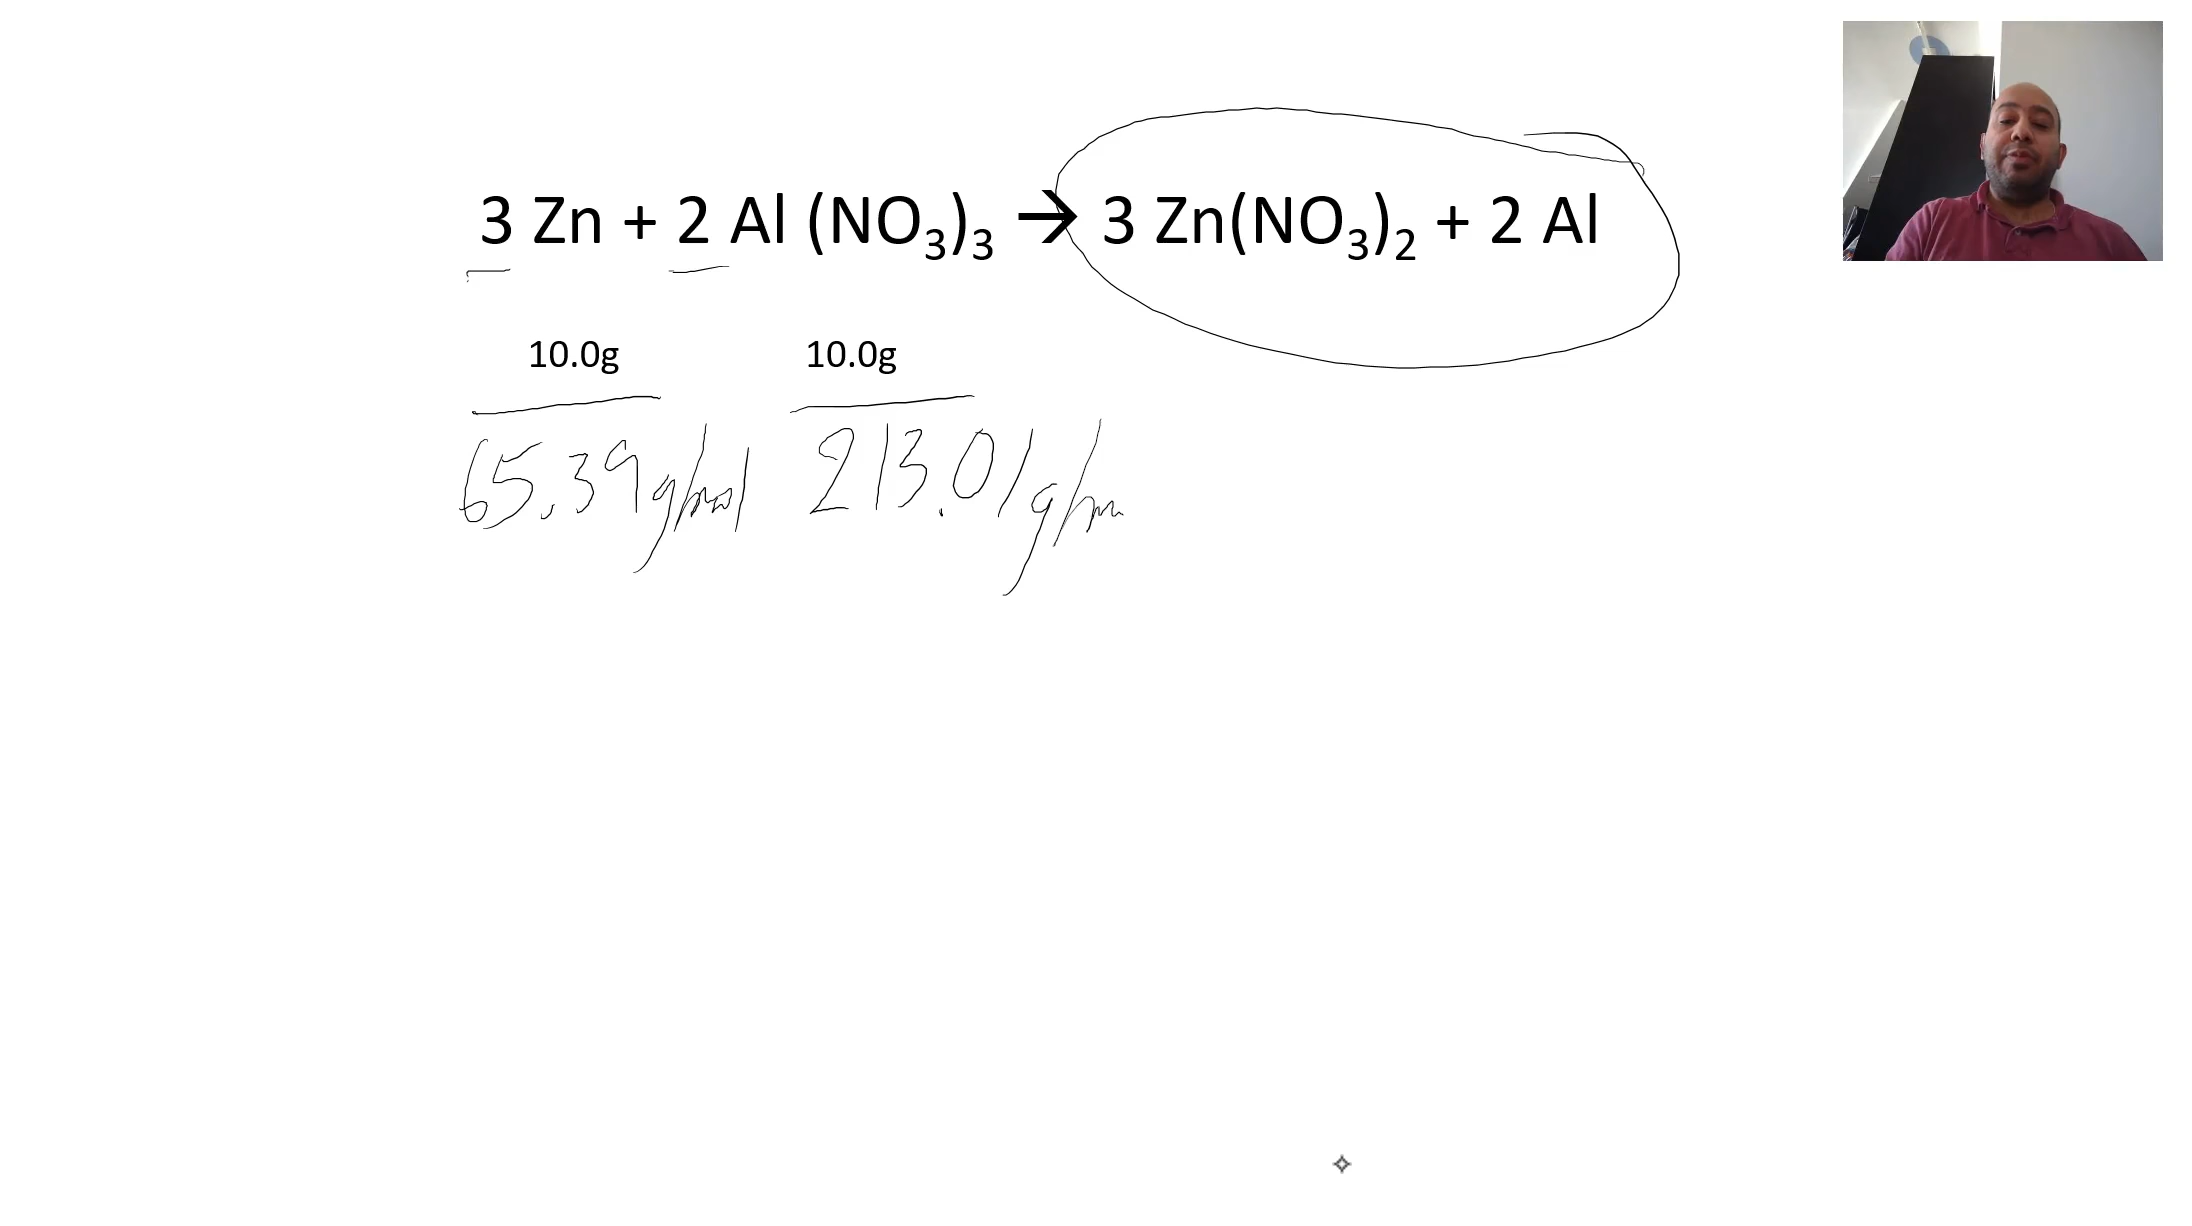 3 Zn + 2 Al (NO₃)₃ → 3 Zn(NO₃)₂ + 2 Al
10.0g 10.0g
65.39 g/mol 213.01 g/m